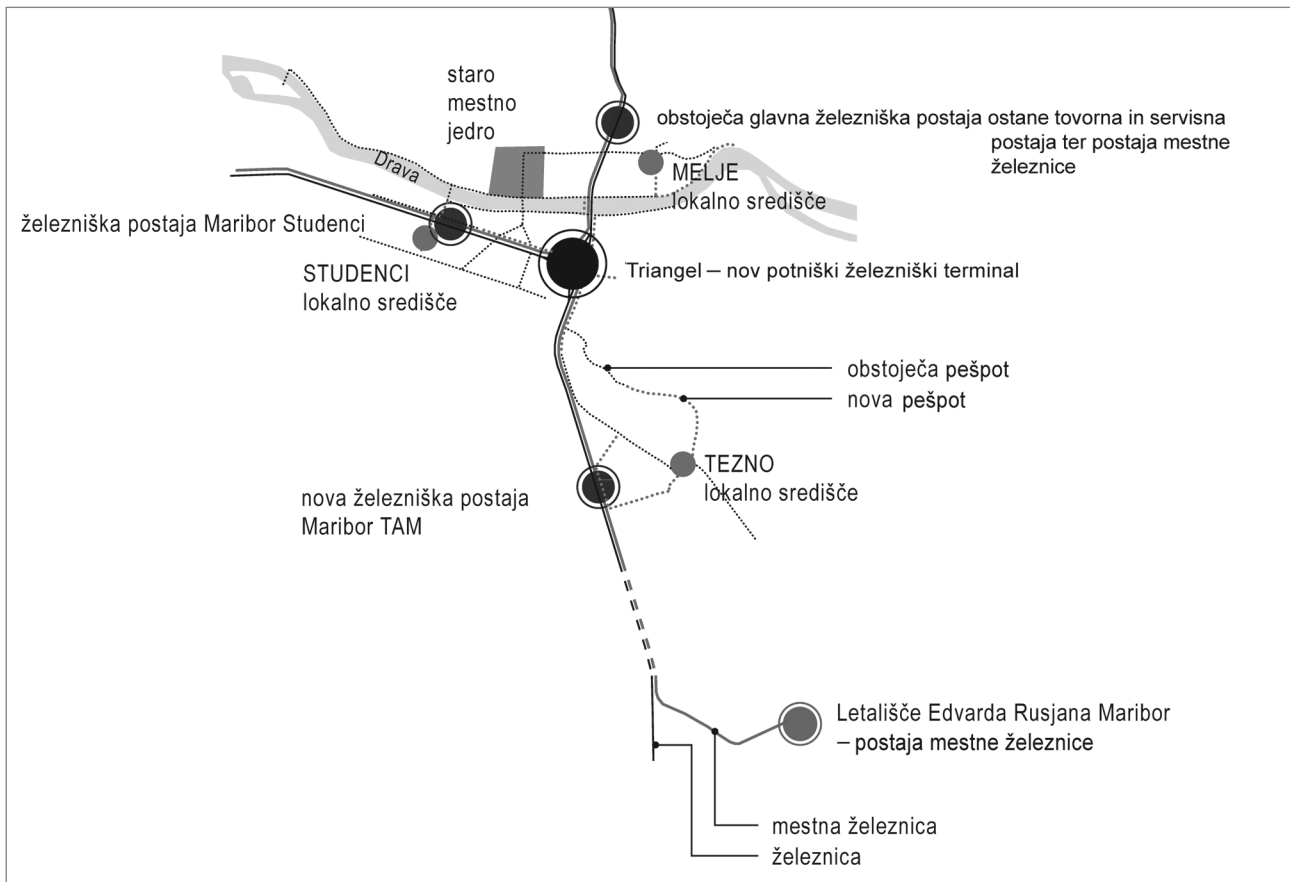 staro
mestno
jedro
obstoječa glavna železniška postaja ostane tovorna in servisna
postaja ter postaja mestne
železnice
Drava
MELJE
lokalno središče
železniška postaja Maribor Studenci
STUDENCI
lokalno središče
Triangel – nov potniški železniški terminal
obstoječa pešpot
nova pešpot
TEZNO
lokalno središče
nova železniška postaja
Maribor TAM
Letališče Edvarda Rusjana Maribor
– postaja mestne železnice
mestna železnica
železnica